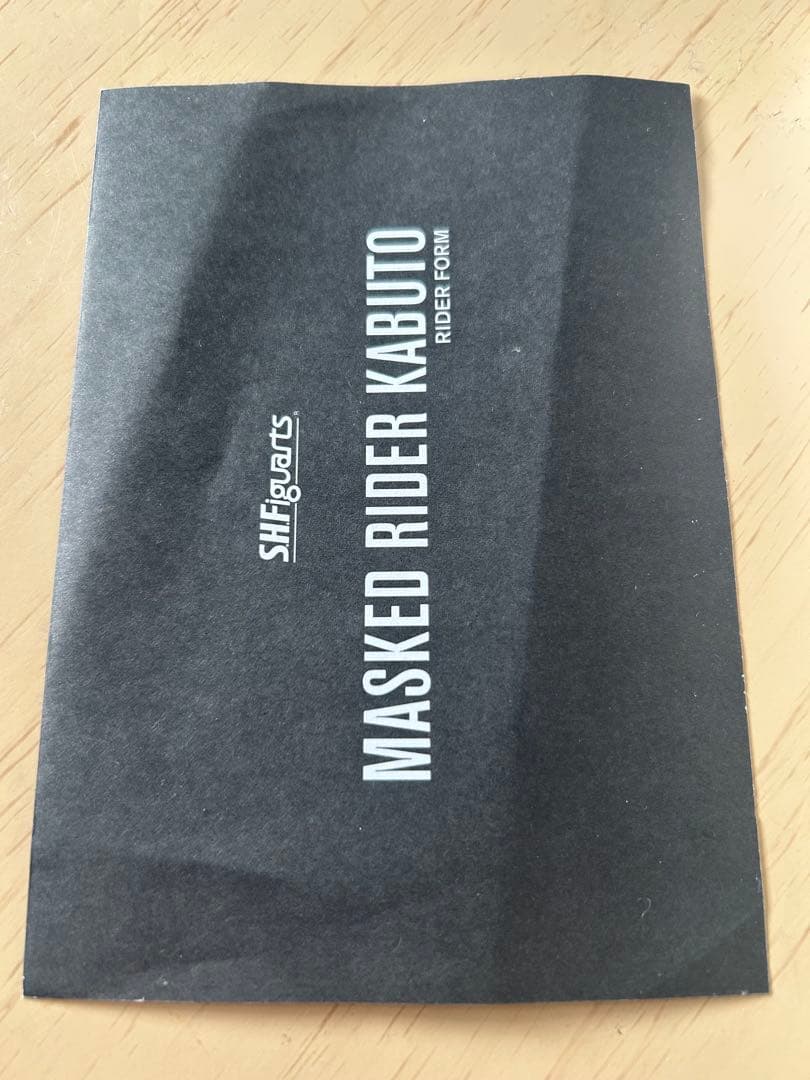 S.H.Figuarts
MASKED RIDER KABUTO
RIDER FORM